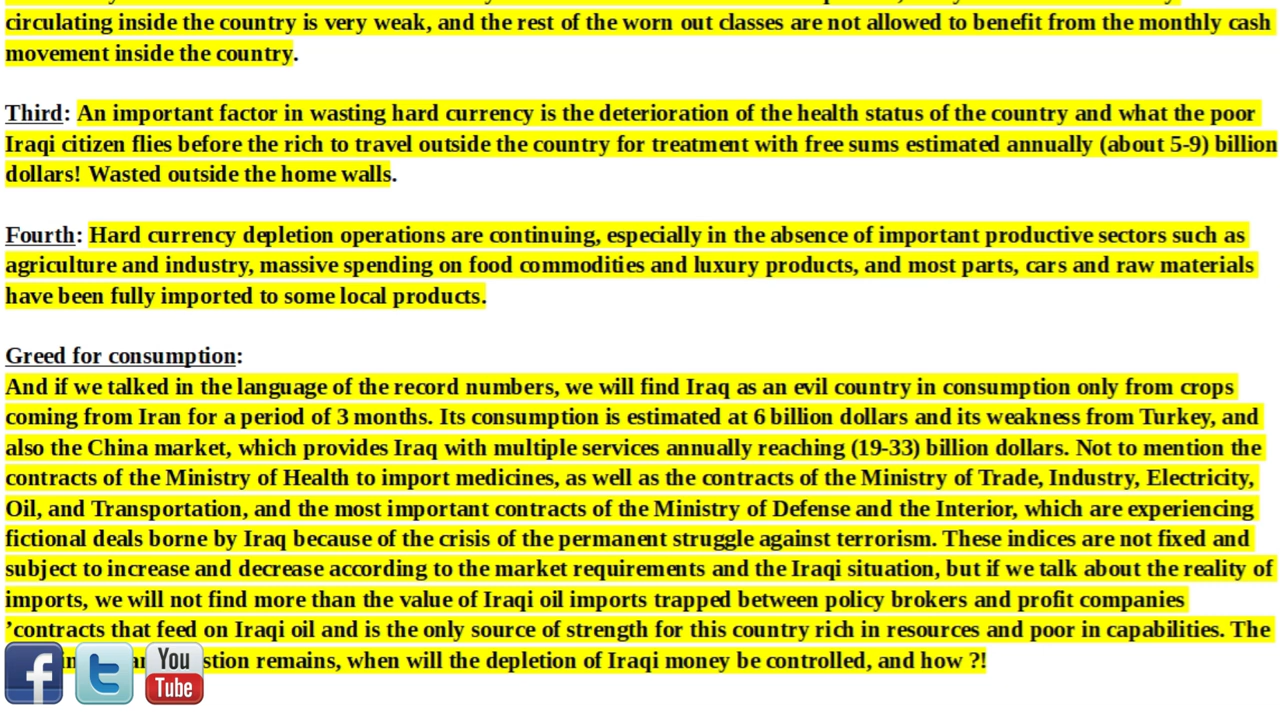 circulating inside the country is very weak, and the rest of the worn out classes are not allowed to benefit from the monthly cash
movement inside the country.
Third: An important factor in wasting hard currency is the deterioration of the health status of the country and what the poor
Iraqi citizen flies before the rich to travel outside the country for treatment with free sums estimated annually (about 5-9) billion
dollars! Wasted outside the home walls.
Fourth: Hard currency depletion operations are continuing, especially in the absence of important productive sectors such as
agriculture and industry, massive spending on food commodities and luxury products, and most parts, cars and raw materials
have been fully imported to some local products.
Greed for consumption:
And if we talked in the language of the record numbers, we will find Iraq as an evil country in consumption only from crops
coming from Iran for a period of 3 months. Its consumption is estimated at 6 billion dollars and its weakness from Turkey, and
also the China market, which provides Iraq with multiple services annually reaching (19-33) billion dollars. Not to mention the
contracts of the Ministry of Health to import medicines, as well as the contracts of the Ministry of Trade, Industry, Electricity,
Oil, and Transportation, and the most important contracts of the Ministry of Defense and the Interior, which are experiencing
fictional deals borne by Iraq because of the crisis of the permanent struggle against terrorism. These indices are not fixed and
subject to increase and decrease according to the market requirements and the Iraqi situation, but if we talk about the reality of
imports, we will not find more than the value of Iraqi oil imports trapped between policy brokers and profit companies
’contracts that feed on Iraqi oil and is the only source of strength for this country rich in resources and poor in capabilities. The
remains, when will the depletion of Iraqi money be controlled, and how ?!
f t You Tube